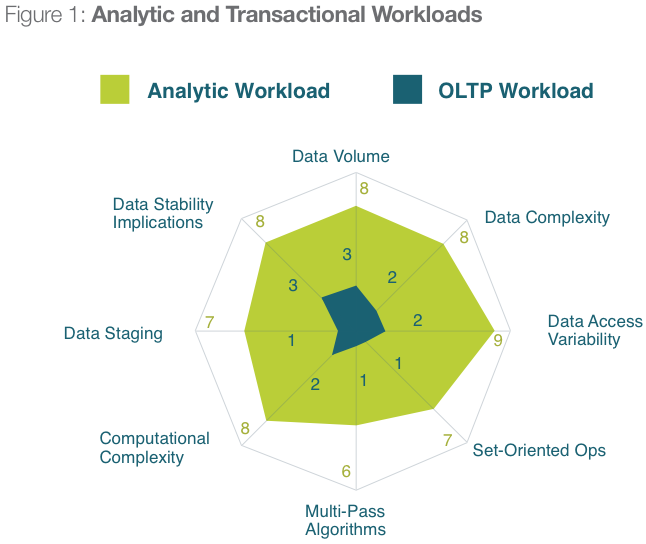 Figure 1: Analytic and Transactional Workloads
Analytic Workload
OLTP Workload
Data Volume
8
Data Stability
Implications
8
Data Complexity
8
3
3
2
Data Staging
7
1
2
Data Access
Variability
9
2
1
1
Computational
Complexity
8
Set-Oriented Ops
7
6
Multi-Pass
Algorithms